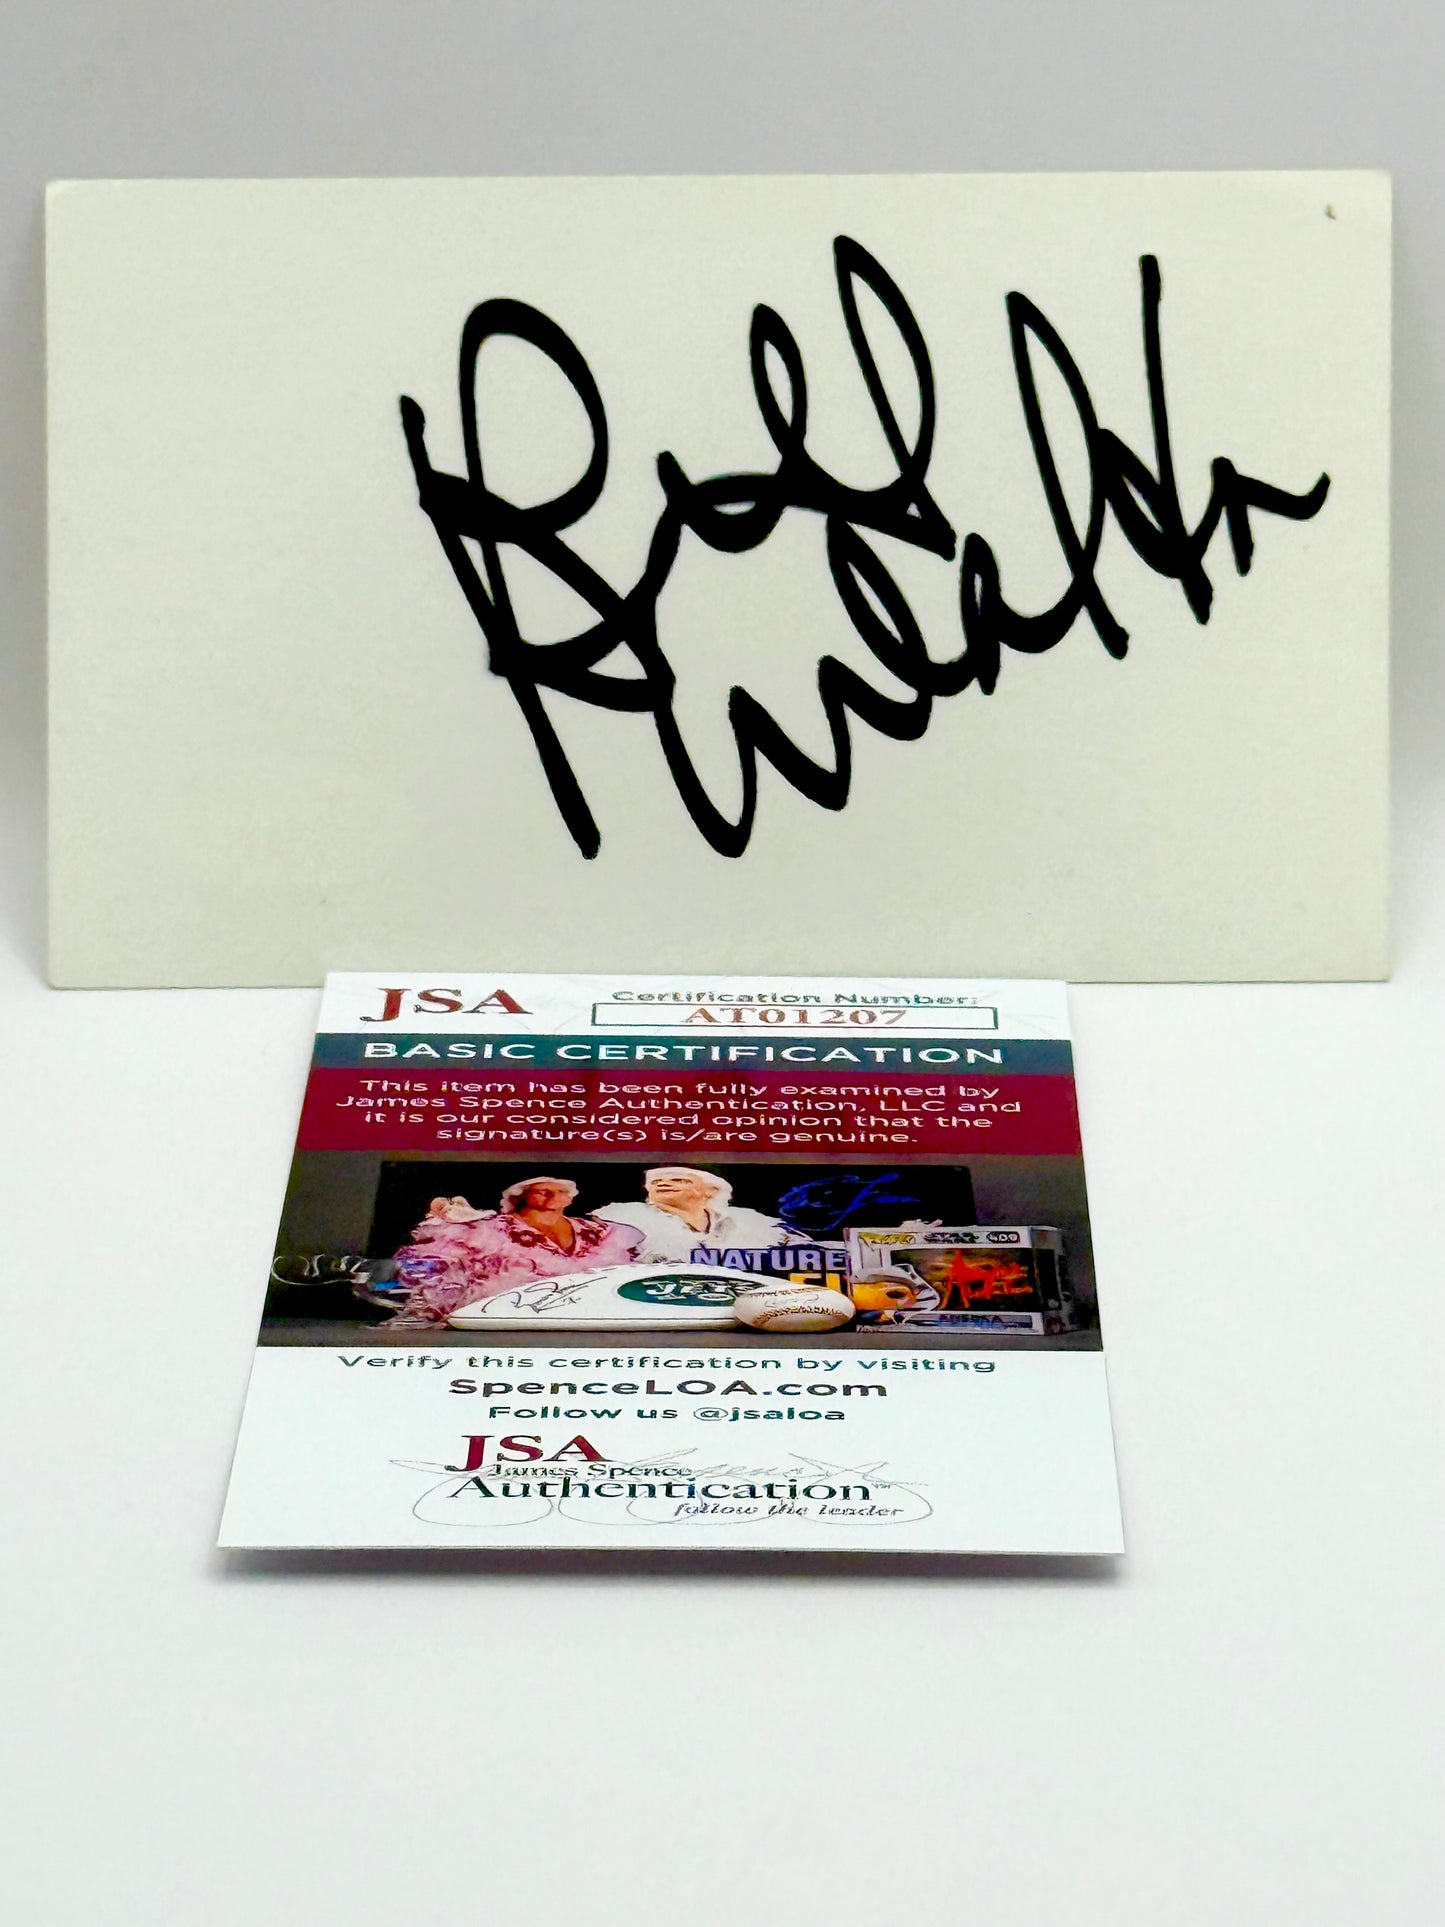 JSA
Certification Number:
AT01207
BASIC CERTIFICATION
This item has been fully examined by
James Spence Authentication, LLC and
it is our considered opinion that the
signature(s) is/are genuine.
NATURE
JETS
Verify this certification by visiting
SpenceLOA.com
Follow us @jsaloa
JSA
James Spence
Authentication
follow the leader